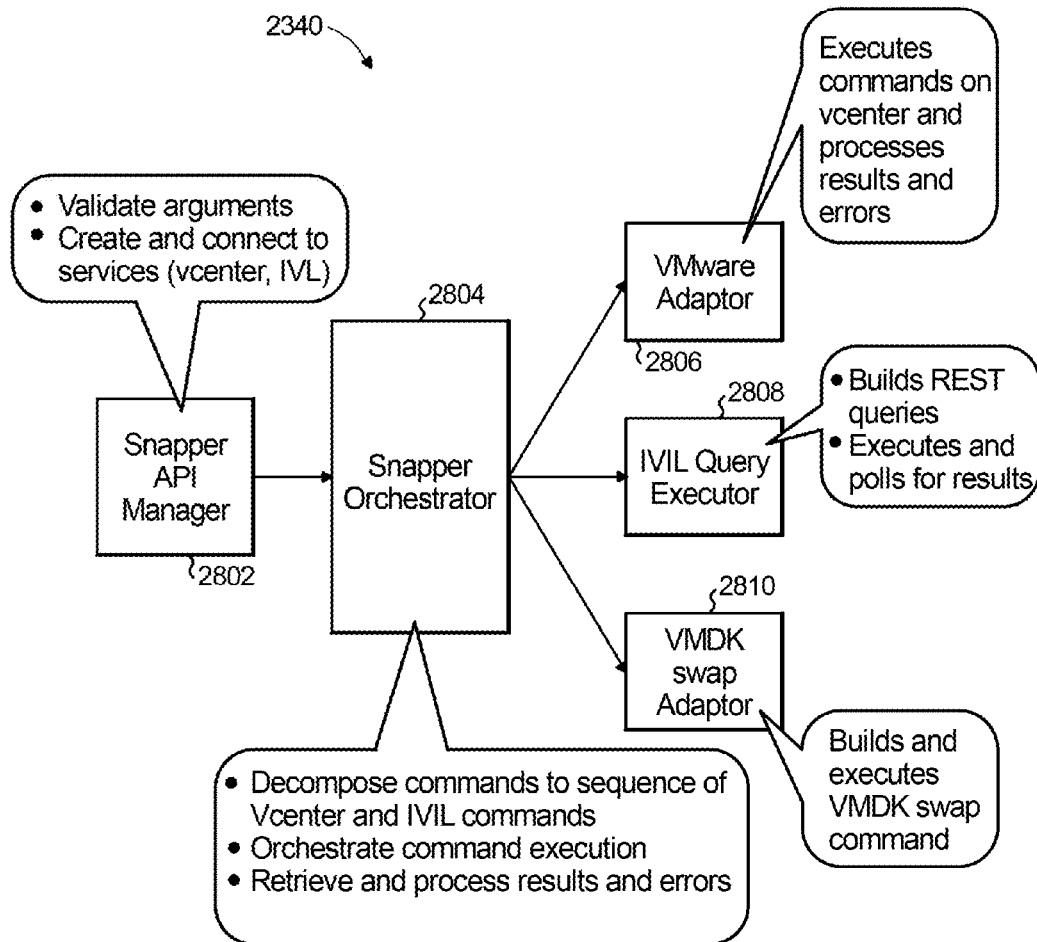 2340
Executes
commands on
vcenter and
processes
results and
errors
• Validate arguments
• Create and connect to
services (vcenter, IVL)
2804
VMware
Adaptor
2806
Snapper
API
Manager
2802
Snapper
Orchestrator
2808
IVIL Query
Executor
• Builds REST
queries
• Executes and
polls for results
2810
VMDK
swap
Adaptor
Builds and
executes
VMDK swap
command
• Decompose commands to sequence of
Vcenter and IVIL commands
• Orchestrate command execution
• Retrieve and process results and errors